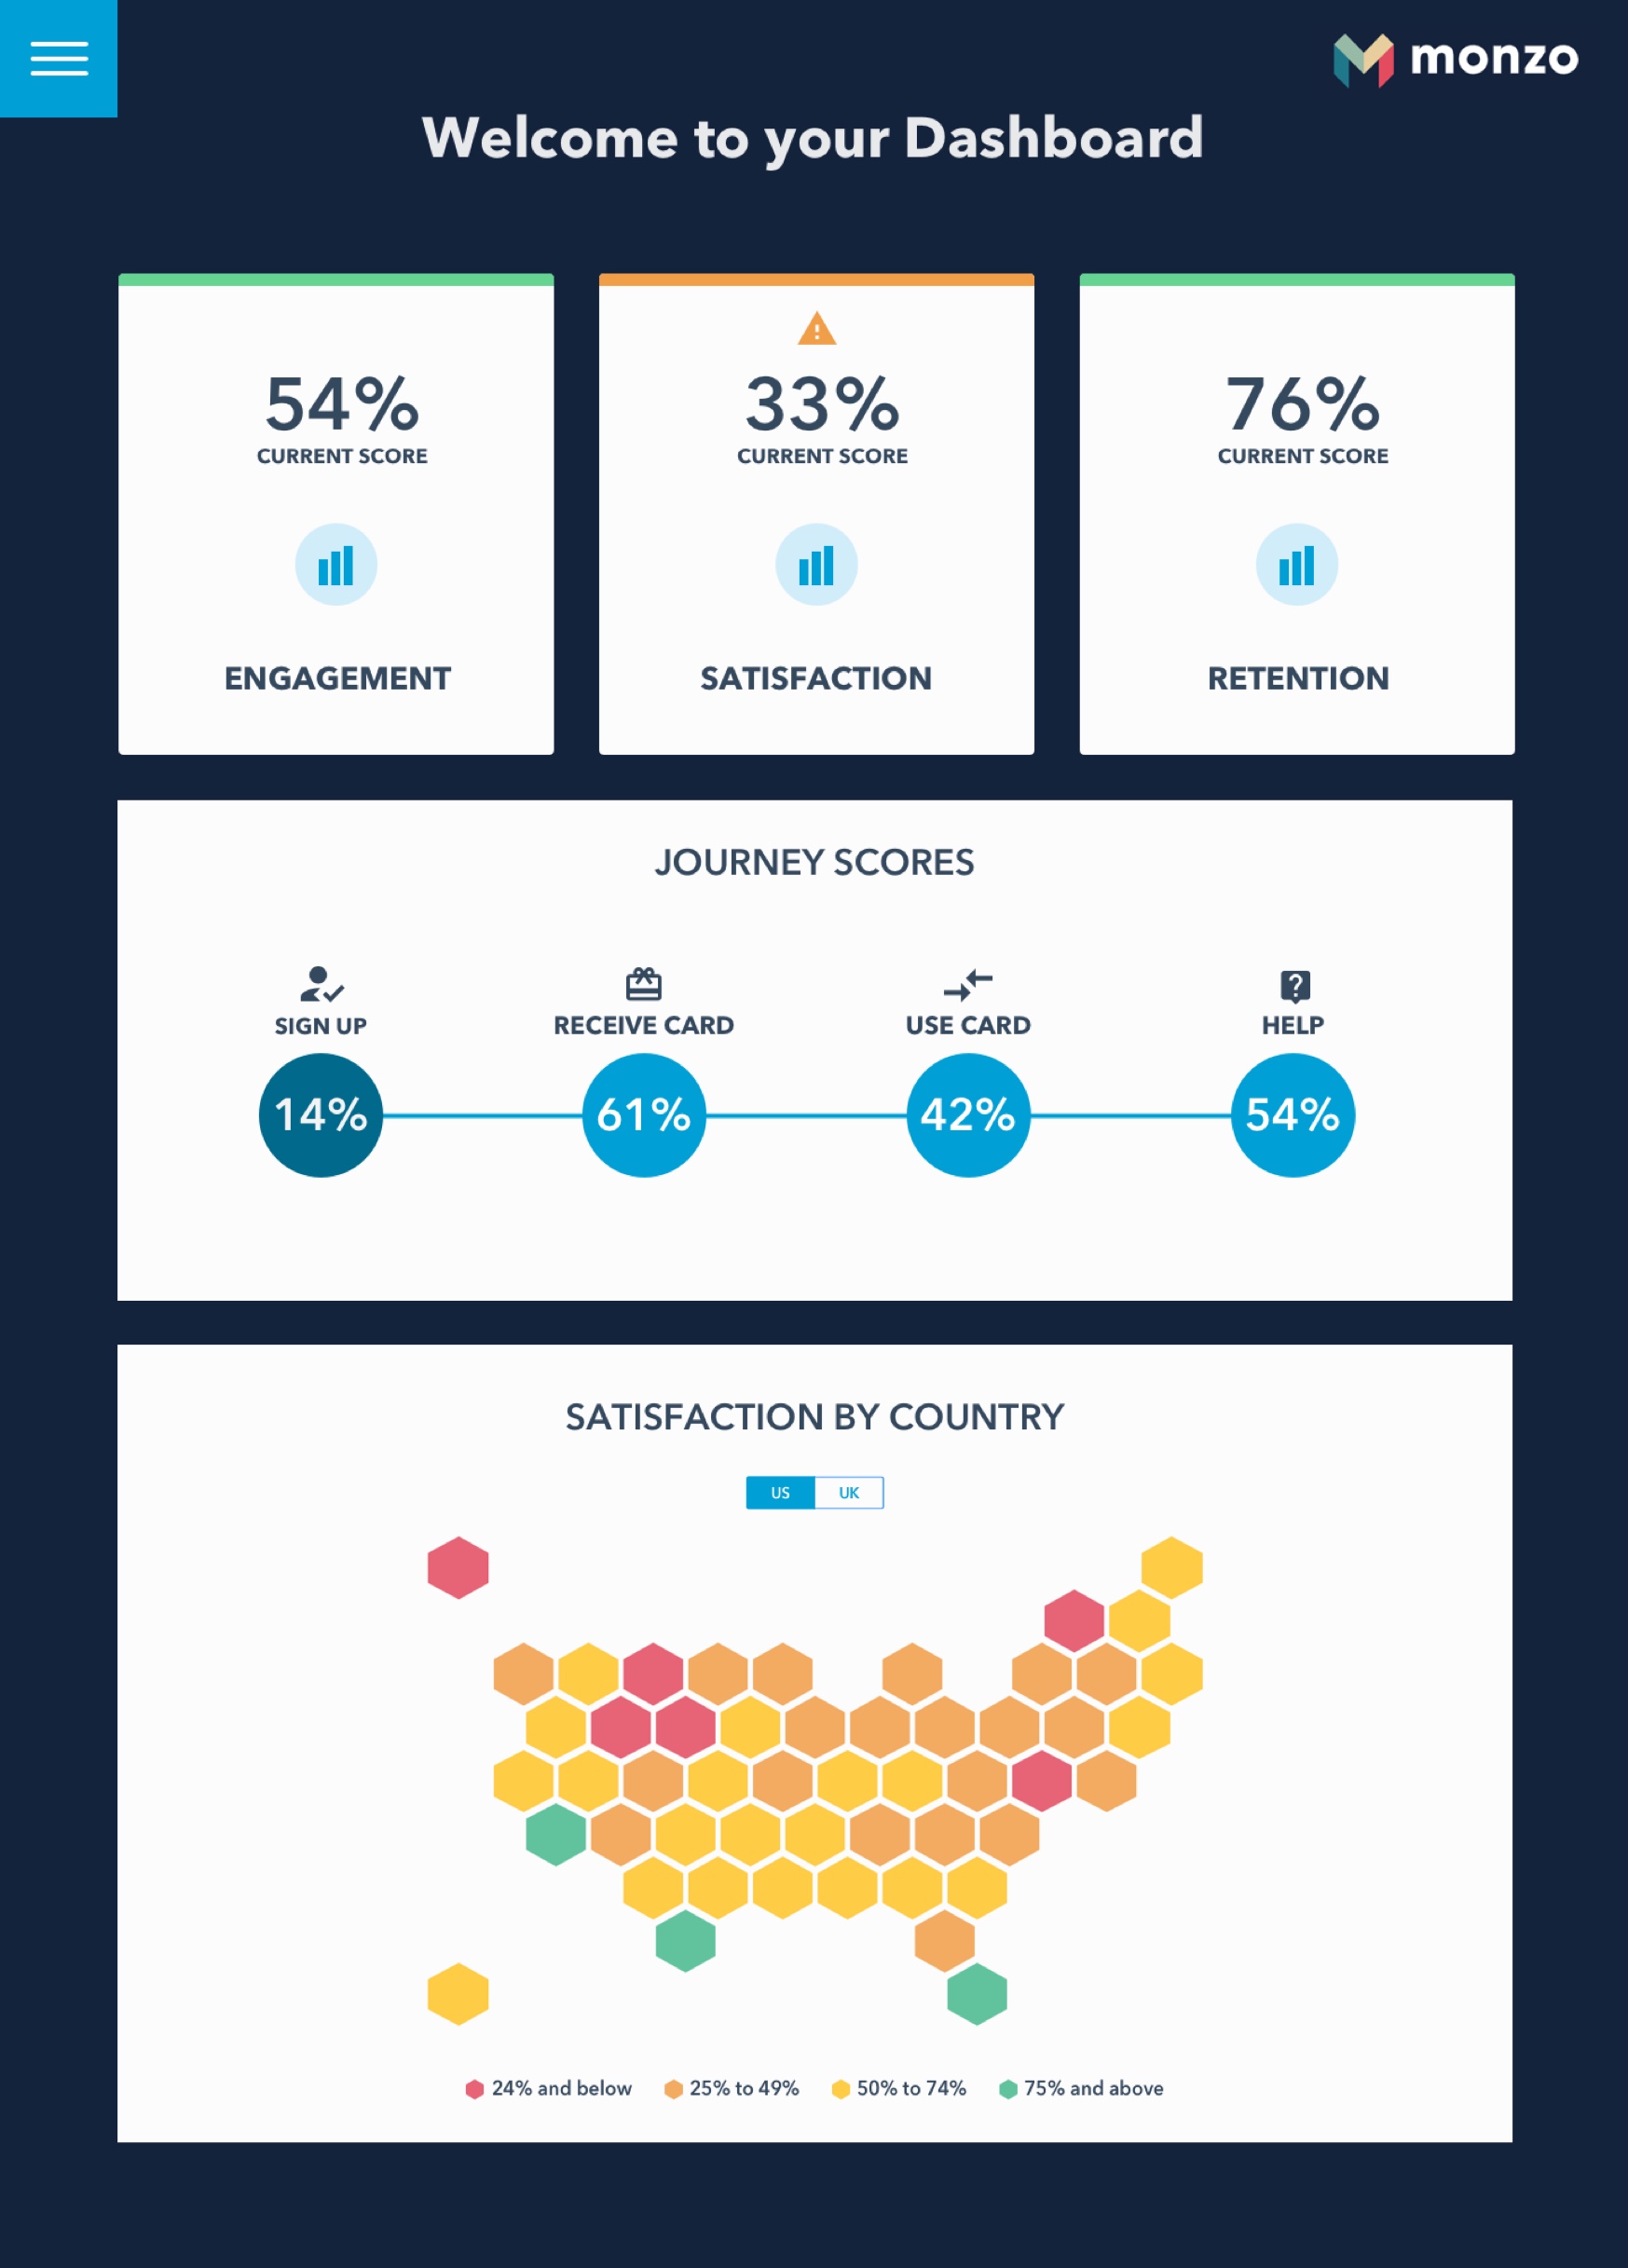 monzo
Welcome to your Dashboard
54%
CURRENT SCORE
ENGAGEMENT
33%
CURRENT SCORE
SATISFACTION
76%
CURRENT SCORE
RETENTION
JOURNEY SCORES
SIGN UP
RECEIVE CARD
USE CARD
HELP
14%
61%
42%
54%
SATISFACTION BY COUNTRY
US
UK
24% and below
25% to 49%
50% to 74%
75% and above